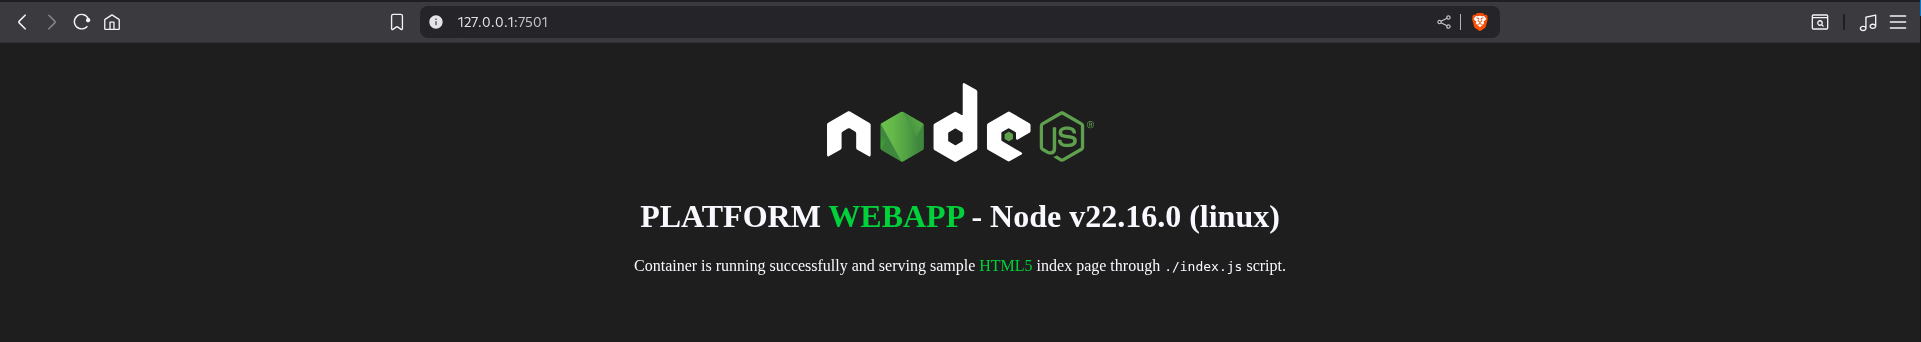 127.0.0.1:7501
node JS ®
PLATFORM WEBAPP - Node v22.16.0 (linux)
Container is running successfully and serving sample HTML5 index page through ./index.js script.